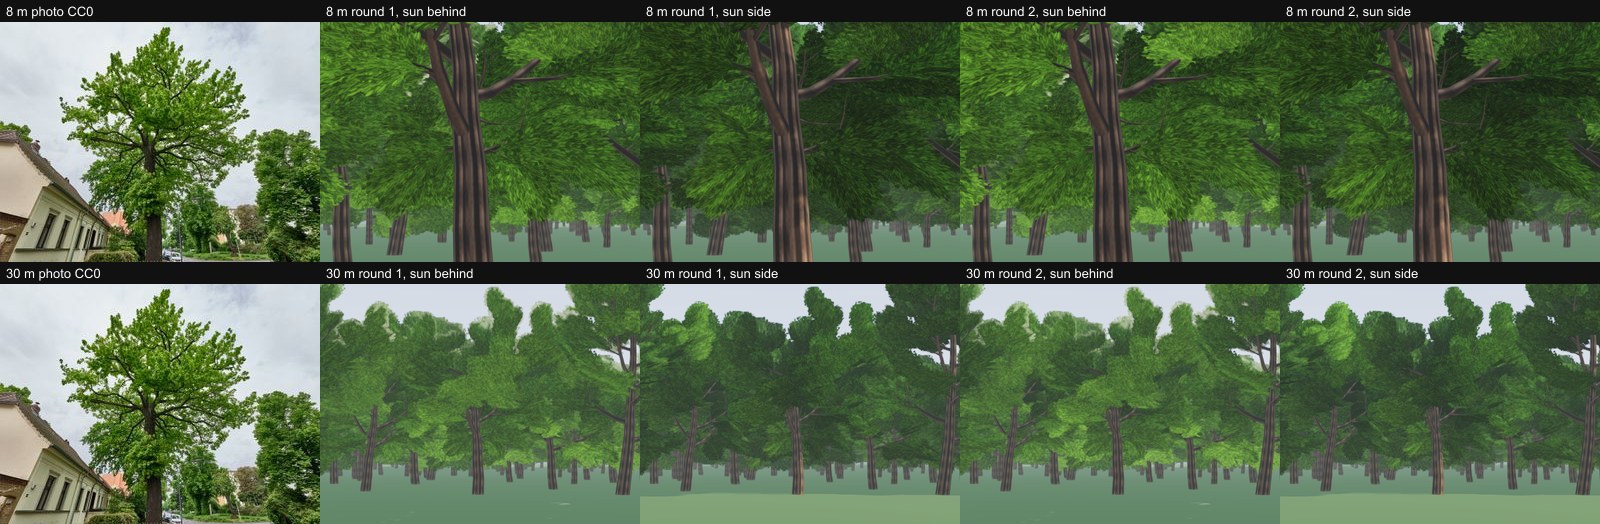 8 m photo CC0
8 m round 1, sun behind
8 m round 1, sun side
8 m round 2, sun behind
8 m round 2, sun side
30 m photo CC0
30 m round 1, sun behind
30 m round 1, sun side
30 m round 2, sun behind
30 m round 2, sun side